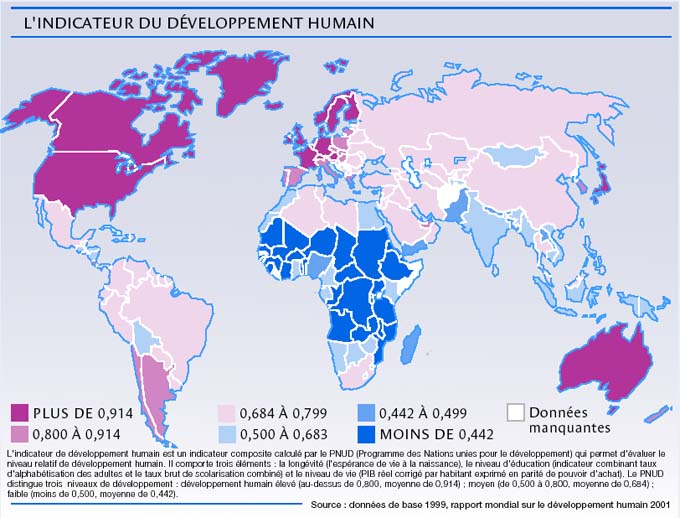 L'INDICATEUR DU DÉVELOPPEMENT HUMAIN
PLUS DE 0,914
0,800 À 0,914
0,684 À 0,799
0,500 À 0,683
0,442 À 0,499
MOINS DE 0,442
Données
manquantes
L'indicateur de développement humain est un indicateur composite calculé par le PNUD (Programme des Nations unies pour le développement) qui permet d'évaluer le
niveau relatif de développement humain. Il comporte trois éléments : la longévité (l'espérance de vie à la naissance), le niveau d'éducation (indicateur combinant taux
d'alphabétisation des adultes et le taux brut de scolarisation combiné) et le niveau de vie (PIB réel corrigé par habitant exprimé en parité de pouvoir d'achat). Le PNUD
distingue trois niveaux de développement : développement humain élevé (au-dessus de 0,800, moyenne de 0,914) ; moyen (de 0,500 à 0,800, moyenne de 0,684) ;
faible (moins de 0,500, moyenne de 0,442).
Source : données de base 1999, rapport mondial sur le développement humain 2001